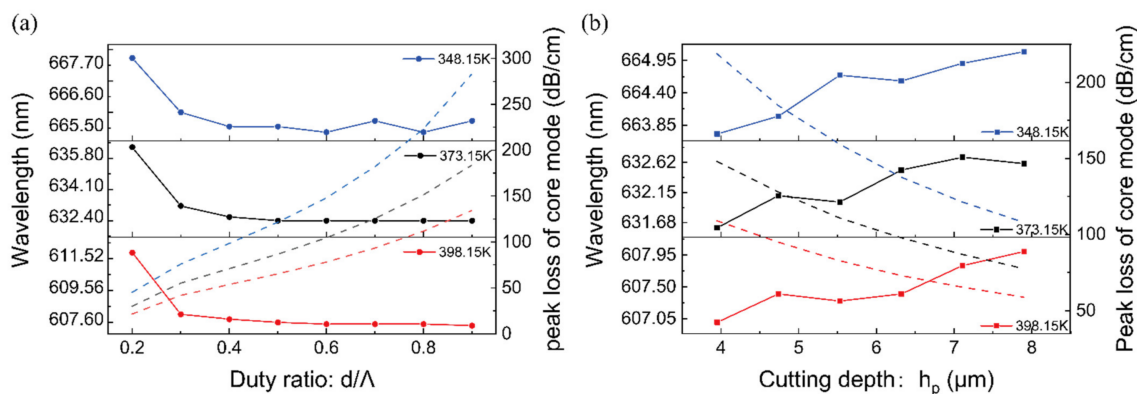 (a)
Wavelength (nm)
Wavelength (nm)
667.70
666.60
665.50
635.80
634.10
632.40
611.52
609.56
607.60
348.15K
373.15K
398.15K
300
250
200
150
100
50
0
peak loss of core mode (dB/cm)
0.2 0.4 0.6 0.8
Duty ratio: d/Λ
(b)
Wavelength (nm)
Wavelength (nm)
664.95
664.40
663.85
632.62
632.15
631.68
607.95
607.50
607.05
348.15K
373.15K
398.15K
200
150
100
50
Peak loss of core mode (dB/cm)
4 5 6 7 8
Cutting depth: hp (μm)